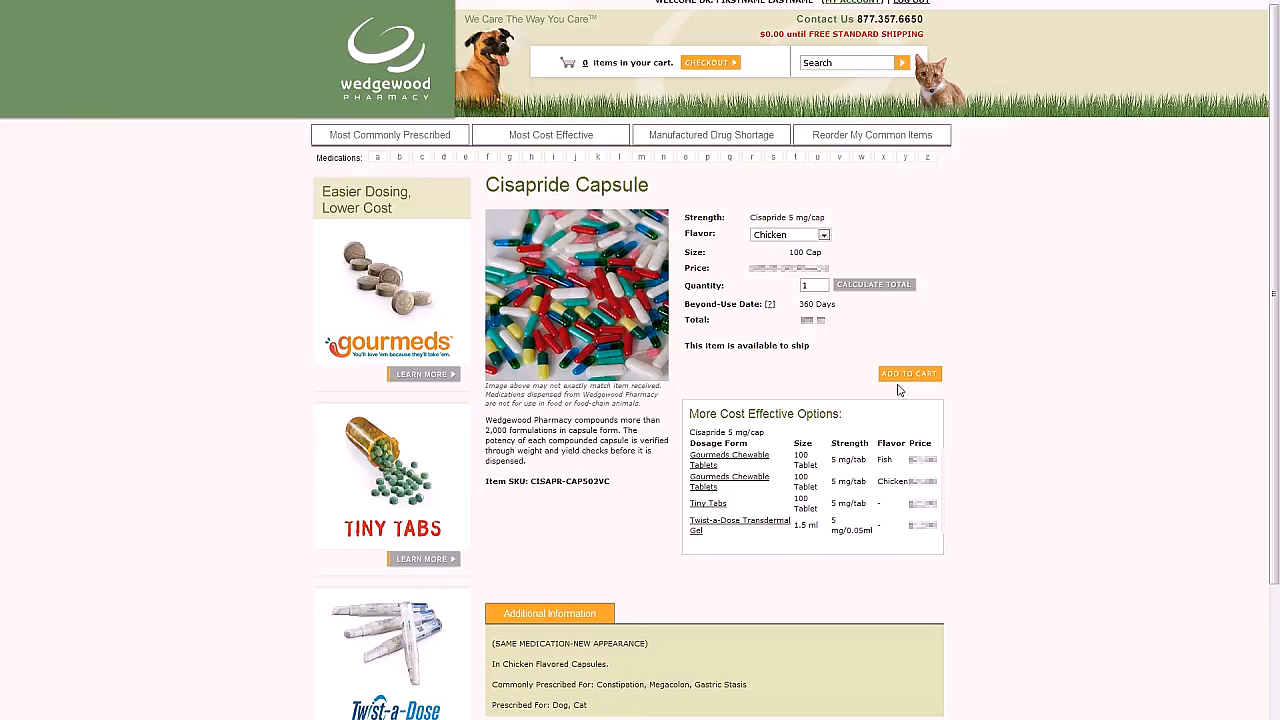 WELCOME DR. FIRSTNAME LASTNAME (MY ACCOUNT) | LOG OUT
We Care The Way You Care™
Contact Us 877.357.6650
$0.00 until FREE STANDARD SHIPPING
0 items in your cart. CHECKOUT
Search
wedgewood
PHARMACY
Most Commonly Prescribed
Most Cost Effective
Manufactured Drug Shortage
Reorder My Common Items
Medications: a b c d e f g h i j k l m n o p q r s t u v w x y z
Easier Dosing,
Lower Cost
gourmeds
You'll love 'em because they'll take 'em.
LEARN MORE
TINY TABS
LEARN MORE
Twist-a-Dose
Cisapride Capsule
Image above may not exactly match item received.
Medications dispensed from Wedgewood Pharmacy
are not for use in food or food-chain animals.
Wedgewood Pharmacy compounds more than
2,000 formulations in capsule form. The
potency of each compounded capsule is verified
through weight and yield checks before it is
dispensed.
Item SKU: CISAPR-CAP502VC
Strength: Cisapride 5 mg/cap
Flavor: Chicken
Size: 100 Cap
Price:
Quantity: 1 CALCULATE TOTAL
Beyond-Use Date: [?] 360 Days
Total:
This item is available to ship
ADD TO CART
More Cost Effective Options:
Cisapride 5 mg/cap
Dosage Form Size Strength Flavor Price
Gourmeds Chewable Tablets 100 Tablet 5 mg/tab Fish
Gourmeds Chewable Tablets 100 Tablet 5 mg/tab Chicken
Tiny Tabs 100 Tablet 5 mg/tab -
Twist-a-Dose Transdermal Gel 1.5 ml 5 mg/0.05ml -
Additional Information
(SAME MEDICATION-NEW APPEARANCE)
In Chicken Flavored Capsules.
Commonly Prescribed For: Constipation, Megacolon, Gastric Stasis
Prescribed For: Dog, Cat